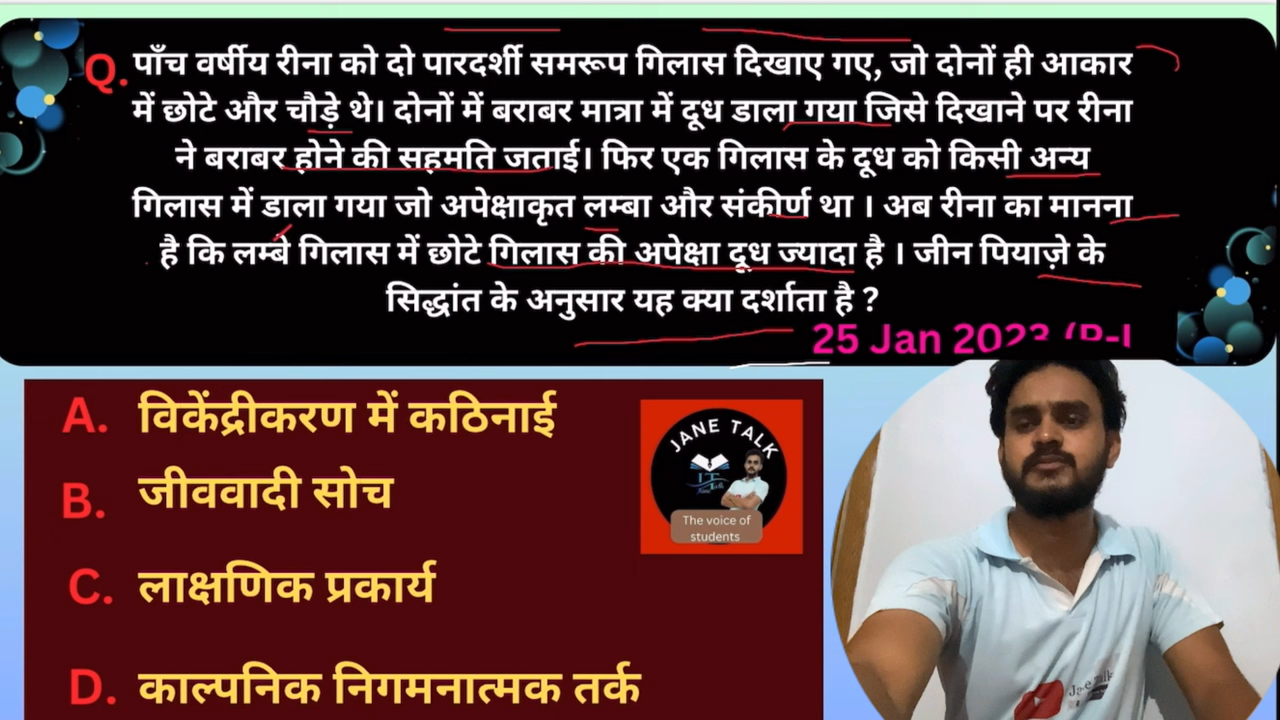 Q. पाँच वर्षीय रीना को दो पारदर्शी समरूप गिलास दिखाए गए, जो दोनों ही आकार
में छोटे और चौड़े थे। दोनों में बराबर मात्रा में दूध डाला गया जिसे दिखाने पर रीना
ने बराबर होने की सहमति जताई। फिर एक गिलास के दूध को किसी अन्य
गिलास में डाला गया जो अपेक्षाकृत लम्बा और संकीर्ण था । अब रीना का मानना
है कि लम्बे गिलास में छोटे गिलास की अपेक्षा दूध ज्यादा है । जीन पियाज़े के
सिद्धांत के अनुसार यह क्या दर्शाता है ?
25 Jan 2023 (P-I
A. विकेंद्रीकरण में कठिनाई
B. जीववादी सोच
C. लाक्षणिक प्रकार्य
D. काल्पनिक निगमनात्मक तर्क
JANE TALK
The voice of
students